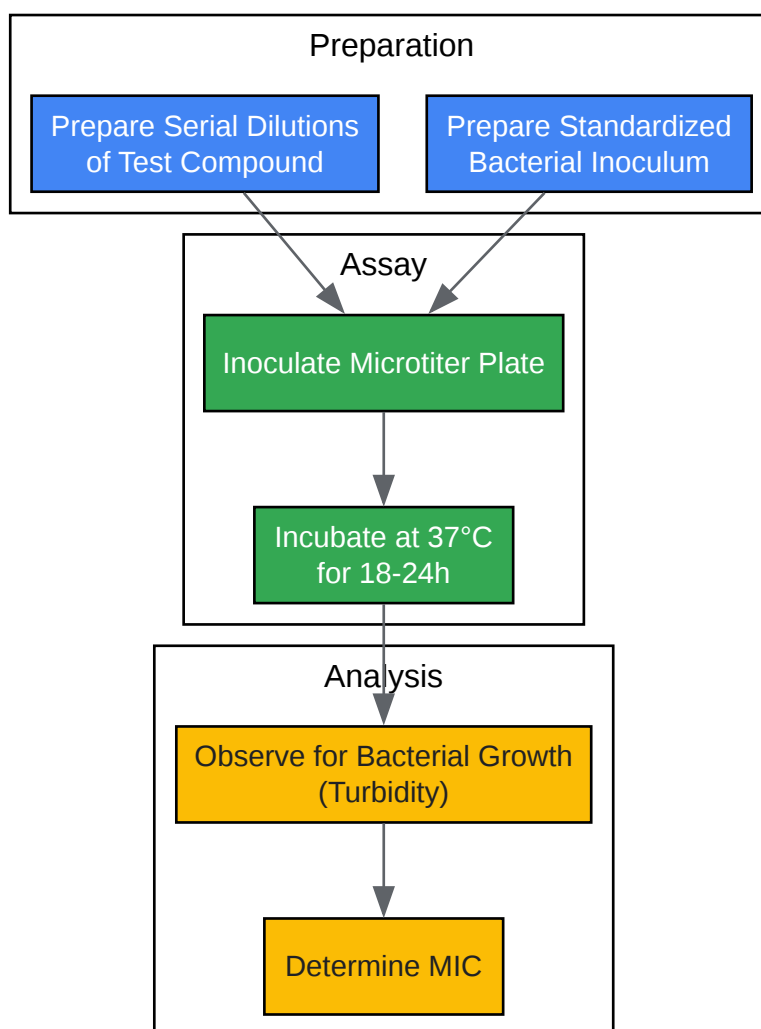 Preparation
Prepare Serial Dilutions
of Test Compound
Prepare Standardized
Bacterial Inoculum
Assay
Inoculate Microtiter Plate
Incubate at 37°C
for 18-24h
Analysis
Observe for Bacterial Growth
(Turbidity)
Determine MIC